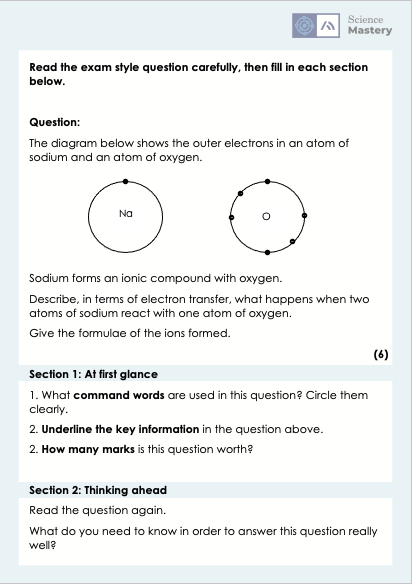 Science
Mastery
Read the exam style question carefully, then fill in each section
below.
Question:
The diagram below shows the outer electrons in an atom of
sodium and an atom of oxygen.
Na
O
Sodium forms an ionic compound with oxygen.
Describe, in terms of electron transfer, what happens when two
atoms of sodium react with one atom of oxygen.
Give the formulae of the ions formed.
(6)
Section 1: At first glance
1. What command words are used in this question? Circle them
clearly.
2. Underline the key information in the question above.
2. How many marks is this question worth?
Section 2: Thinking ahead
Read the question again.
What do you need to know in order to answer this question really
well?